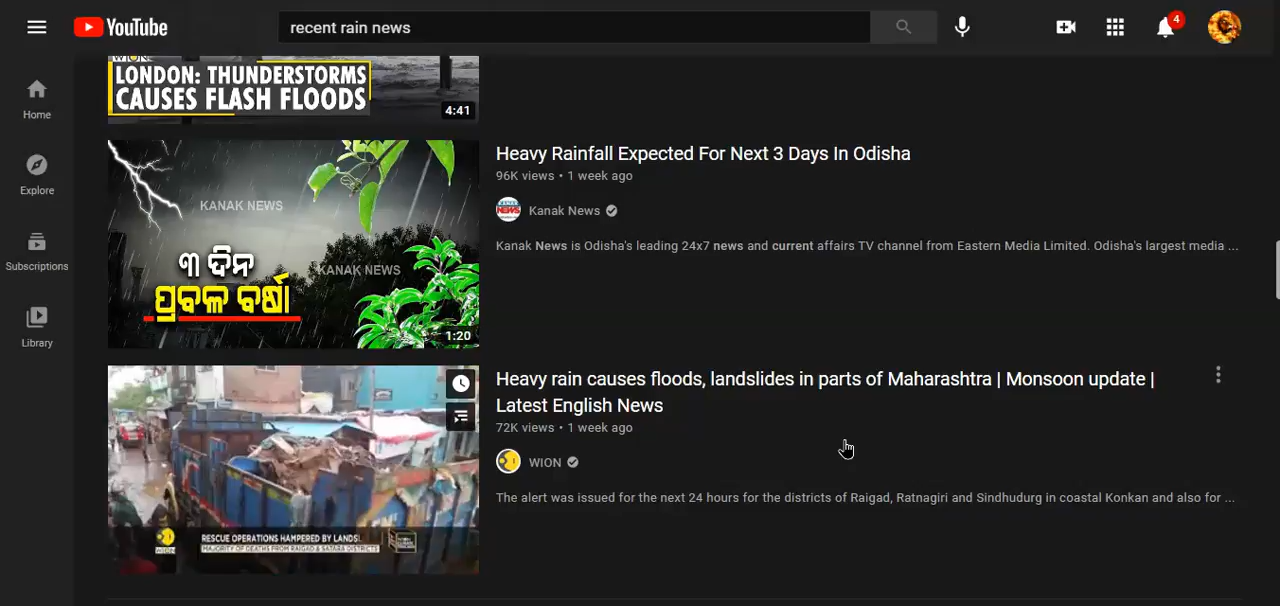 YouTube
recent rain news
4
Home
Explore
Subscriptions
Library
LONDON: THUNDERSTORMS
CAUSES FLASH FLOODS
4:41
KANAK NEWS
KANAK NEWS
୩ ଦିନ
ପ୍ରବଳ ବର୍ଷା
1:20
Heavy Rainfall Expected For Next 3 Days In Odisha
96K views • 1 week ago
Kanak News
Kanak News is Odisha's leading 24x7 news and current affairs TV channel from Eastern Media Limited. Odisha's largest media ...
RESCUE OPERATIONS HAMPERED BY LANDSL
MAJORITY OF DEATHS FROM RAIGAD & SATARA DISTRICTS
WION
Heavy rain causes floods, landslides in parts of Maharashtra | Monsoon update |
Latest English News
72K views • 1 week ago
WION
The alert was issued for the next 24 hours for the districts of Raigad, Ratnagiri and Sindhudurg in coastal Konkan and also for ...